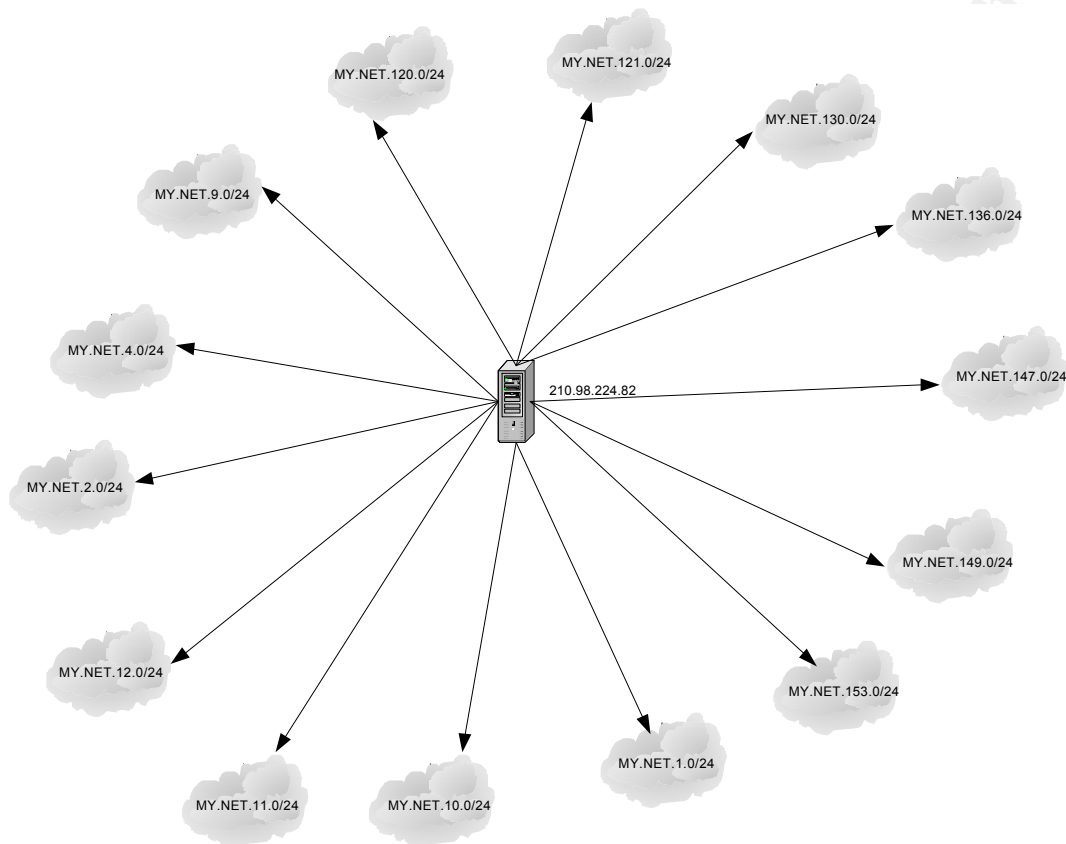 MY.NET.120.0/24
MY.NET.121.0/24
MY.NET.130.0/24
MY.NET.9.0/24
MY.NET.136.0/24
MY.NET.4.0/24
MY.NET.147.0/24
210.98.224.82
MY.NET.2.0/24
MY.NET.149.0/24
MY.NET.12.0/24
MY.NET.153.0/24
MY.NET.1.0/24
MY.NET.11.0/24
MY.NET.10.0/24